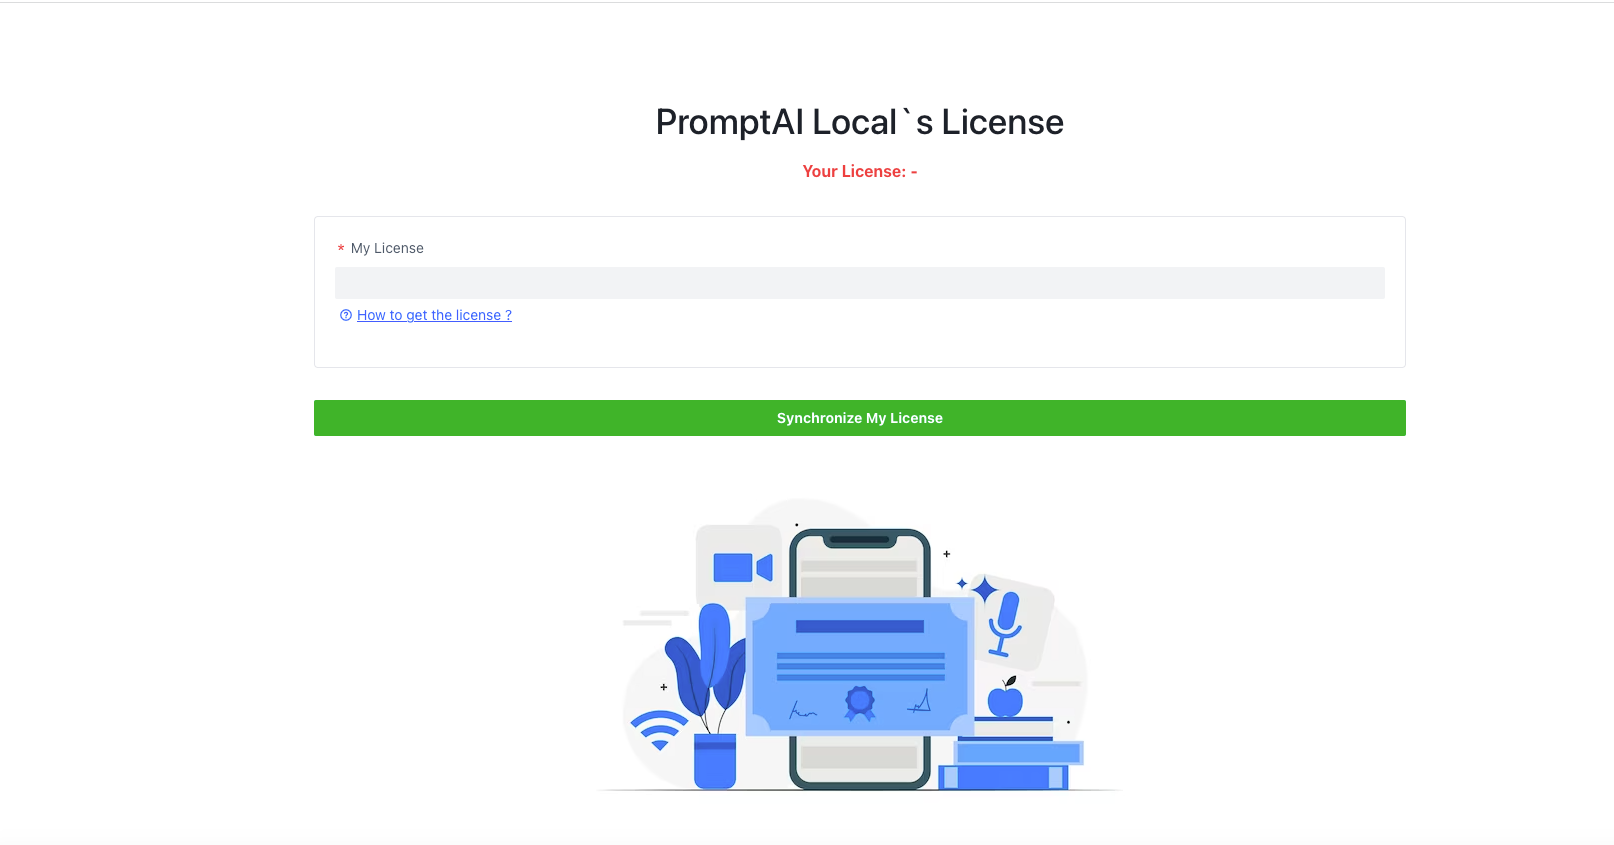 PromptAI Local`s License
Your License: -
* My License
How to get the license ?
Synchronize My License